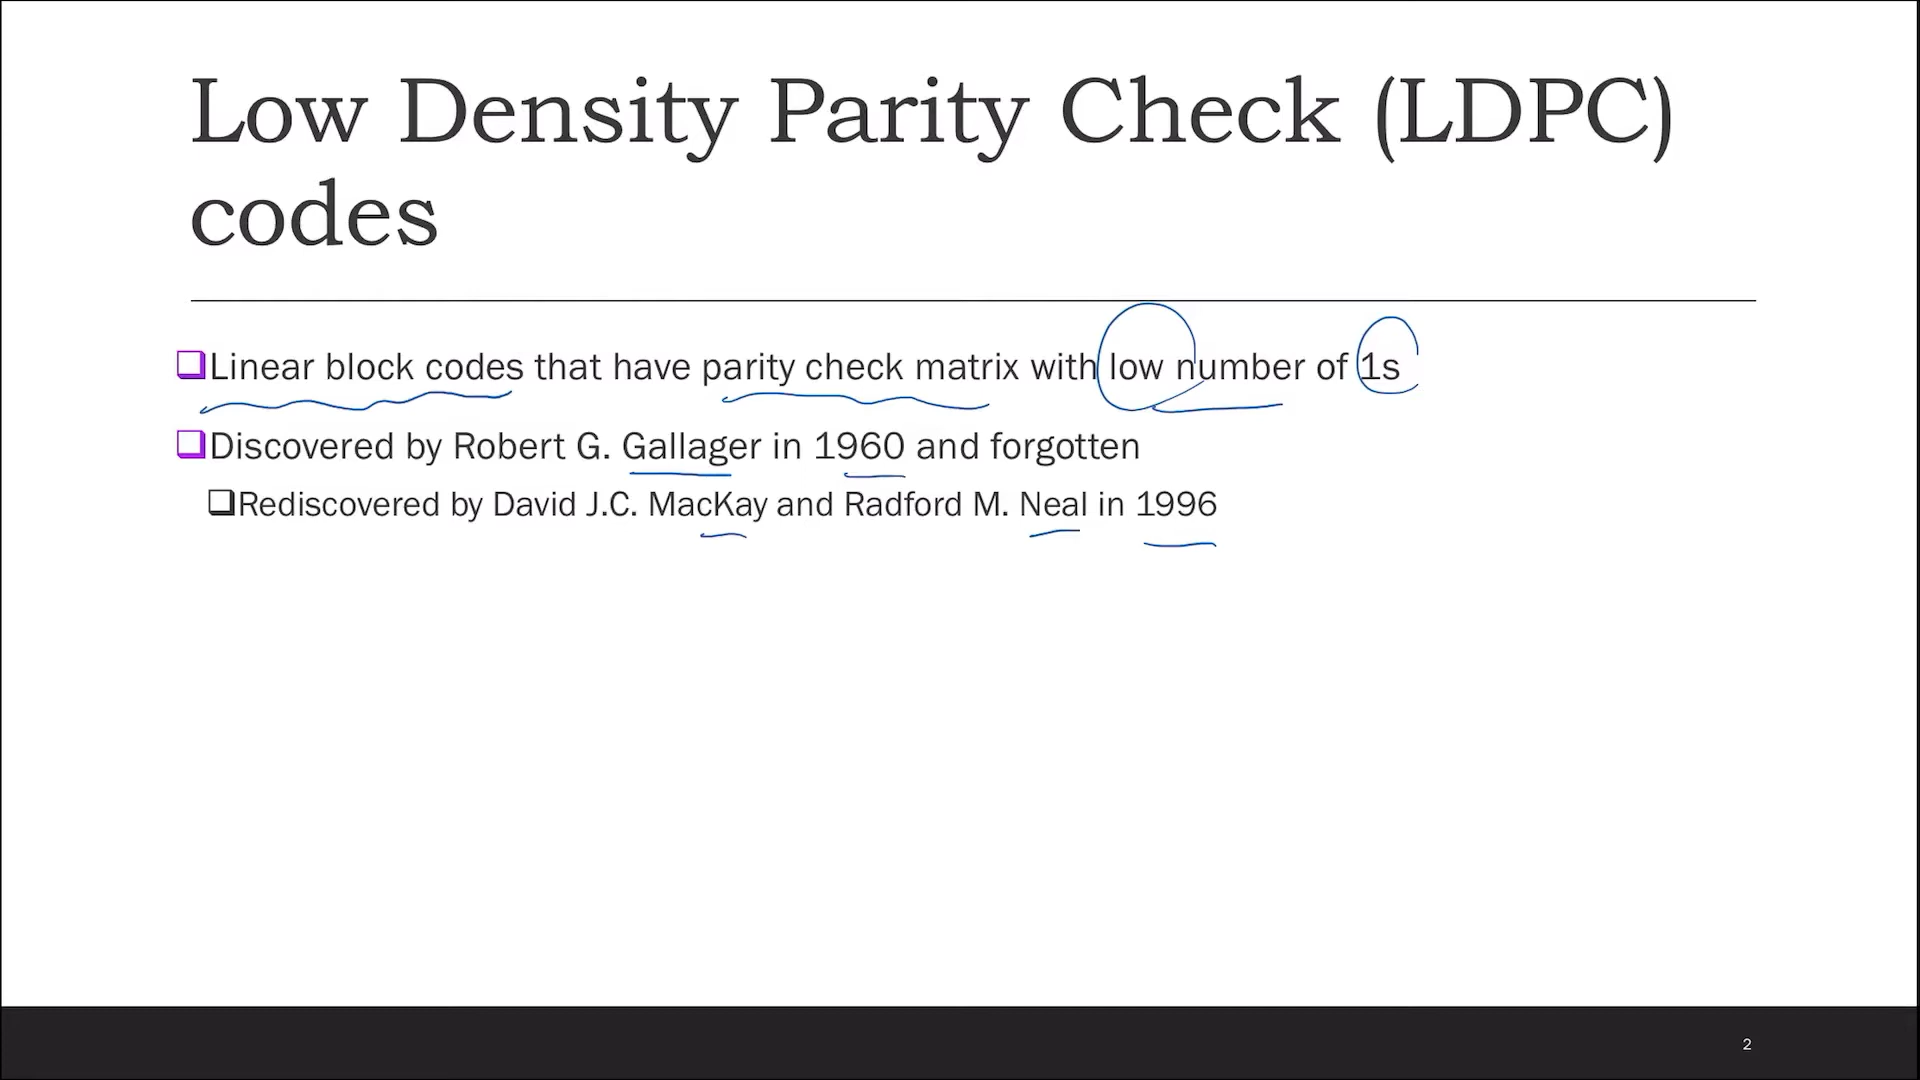 Low Density Parity Check (LDPC)
codes
Linear block codes that have parity check matrix with low number of 1s
Discovered by Robert G. Gallager in 1960 and forgotten
Rediscovered by David J.C. MacKay and Radford M. Neal in 1996
2